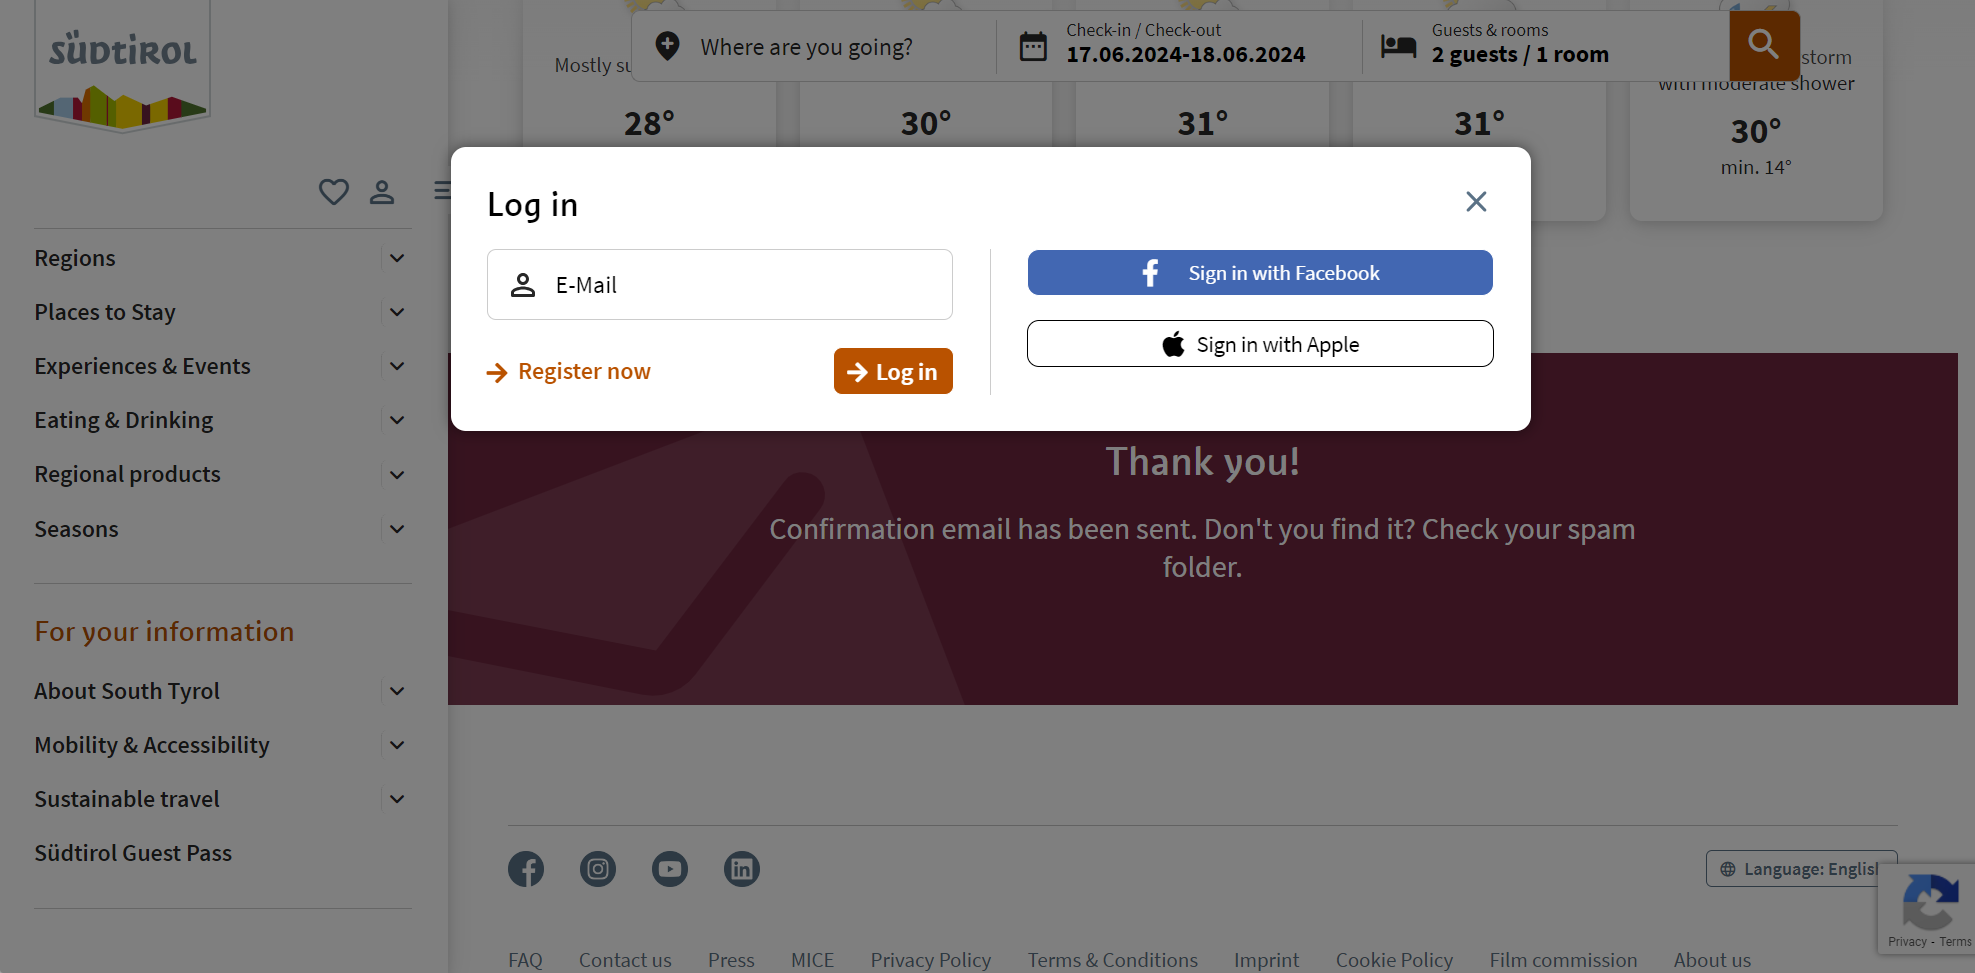 SÜDTIROL
Regions
Places to Stay
Experiences & Events
Eating & Drinking
Regional products
Seasons
For your information
About South Tyrol
Mobility & Accessibility
Sustainable travel
Südtirol Guest Pass
Where are you going?
Check-in / Check-out
17.06.2024-18.06.2024
Guests & rooms
2 guests / 1 room
Mostly
storm
with moderate shower
28°
30°
31°
31°
30°
min. 14°
Log in
E-Mail
Register now
Log in
Sign in with Facebook
Sign in with Apple
Thank you!
Confirmation email has been sent. Don't you find it? Check your spam
folder.
Language: English
Privacy - Terms
FAQ Contact us Press MICE Privacy Policy Terms & Conditions Imprint Cookie Policy Film commission About us